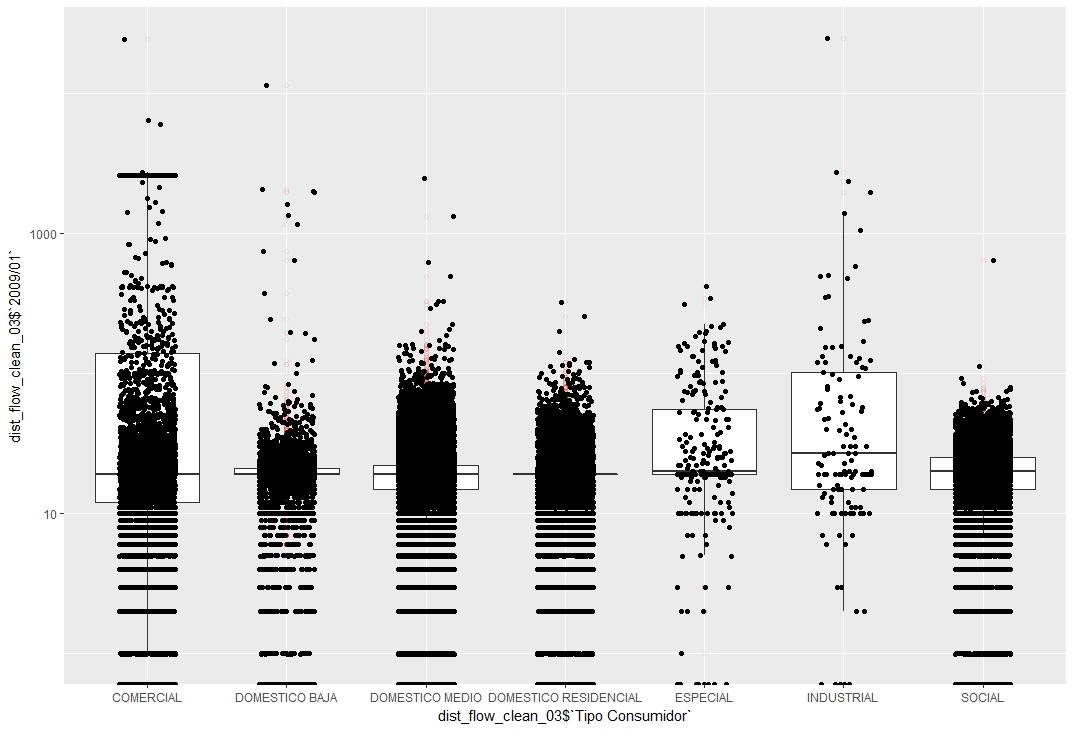 dist_flow_clean_03$`2009/01`
1000
10
COMERCIAL
DOMESTICO BAJA
DOMESTICO MEDIO
DOMESTICO RESIDENCIAL
ESPECIAL
INDUSTRIAL
SOCIAL
dist_flow_clean_03$`Tipo Consumidor`